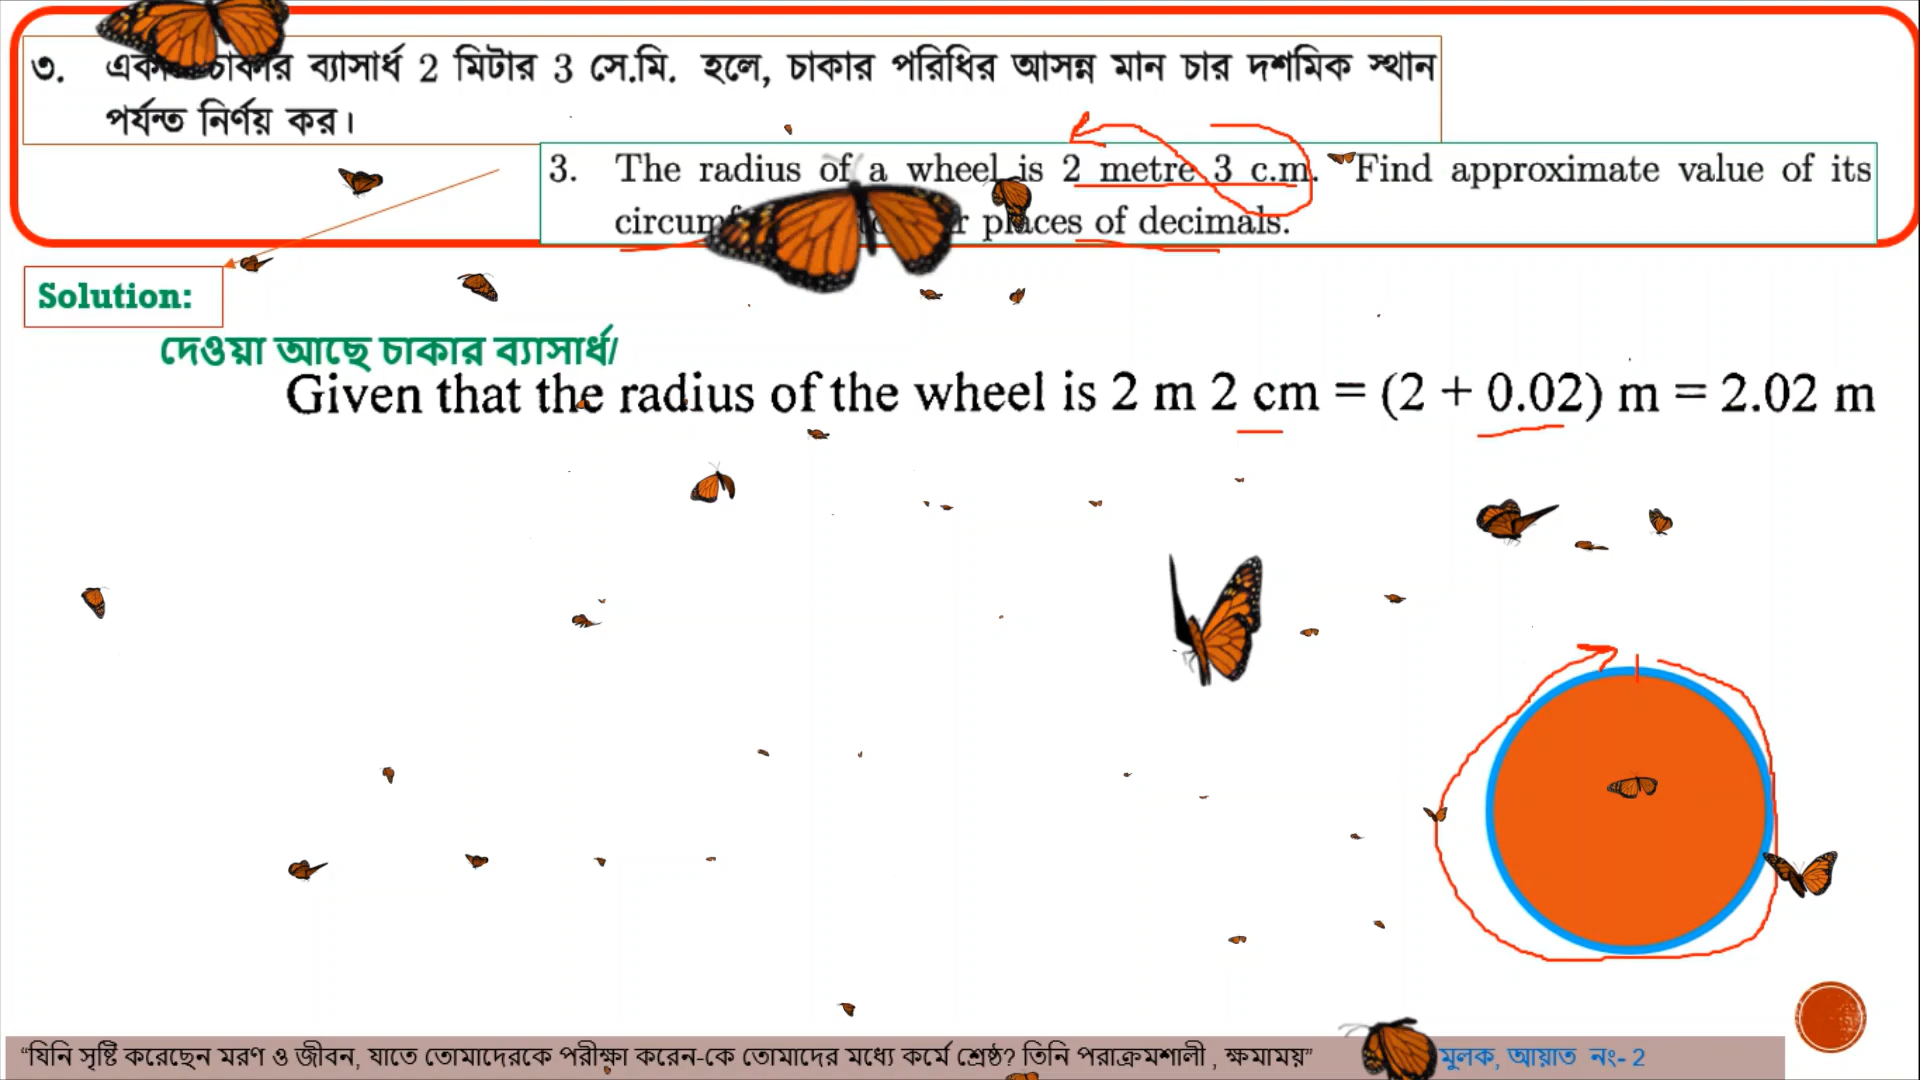 ৩. চাকার ব্যাসার্ধ 2 মিটার 3 সে.মি. হলে, চাকার পরিধির আসন্ন মান চার দশমিক স্থান
পর্যন্ত নির্ণয় কর।
3. The radius of a wheel is 2 metre 3 c.m. Find approximate value of its
places of decimals.
Solution:
দেওয়া আছে চাকার ব্যাসার্ধ/
Given that the radius of the wheel is 2 m 2 cm = (2 + 0.02) m = 2.02 m
“যিনি সৃষ্টি করেছেন মরণ ও জীবন, যাতে তোমাদেরকে পরীক্ষা করেন-কে তোমাদের মধ্যে কর্মে শ্রেষ্ঠ? তিনি পরাক্রমশালী , ক্ষমাময়” মুলক, আয়াত নং- 2